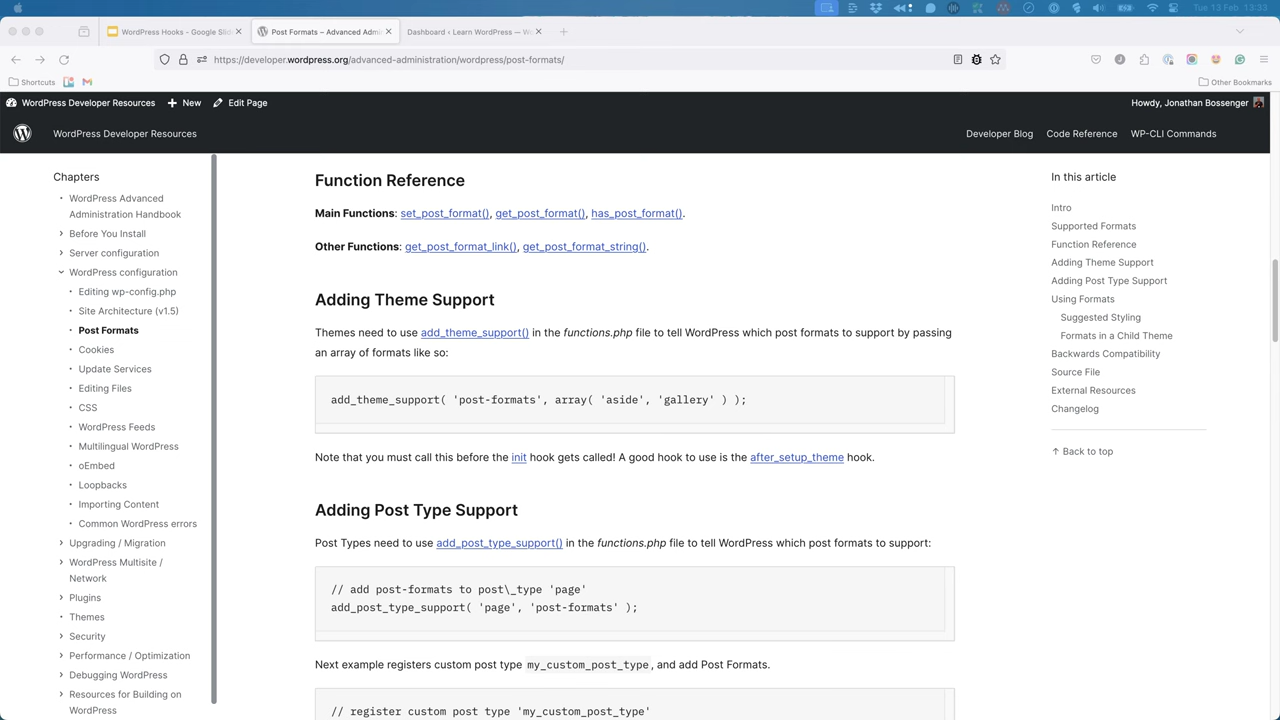 Tue 13 Feb 13:33
WordPress Hooks - Google Slid
Post Formats – Advanced Admi
Dashboard ‹ Learn WordPress — W
https://developer.wordpress.org/advanced-administration/wordpress/post-formats/
Shortcuts
Other Bookmarks
WordPress Developer Resources
New
Edit Page
Howdy, Jonathan Bossenger
WordPress Developer Resources
Developer Blog
Code Reference
WP-CLI Commands
Chapters
WordPress Advanced
Administration Handbook
Before You Install
Server configuration
WordPress configuration
Editing wp-config.php
Site Architecture (v1.5)
Post Formats
Cookies
Update Services
Editing Files
CSS
WordPress Feeds
Multilingual WordPress
oEmbed
Loopbacks
Importing Content
Common WordPress errors
Upgrading / Migration
WordPress Multisite /
Network
Plugins
Themes
Security
Performance / Optimization
Debugging WordPress
Resources for Building on
WordPress
Function Reference
Main Functions: set_post_format(), get_post_format(), has_post_format().
Other Functions: get_post_format_link(), get_post_format_string().
Adding Theme Support
Themes need to use add_theme_support() in the functions.php file to tell WordPress which post formats to support by passing
an array of formats like so:
add_theme_support( 'post-formats', array( 'aside', 'gallery' ) );
Note that you must call this before the init hook gets called! A good hook to use is the after_setup_theme hook.
Adding Post Type Support
Post Types need to use add_post_type_support() in the functions.php file to tell WordPress which post formats to support:
// add post-formats to post\_type 'page'
add_post_type_support( 'page', 'post-formats' );
Next example registers custom post type my_custom_post_type, and add Post Formats.
// register custom post type 'my_custom_post_type'
In this article
Intro
Supported Formats
Function Reference
Adding Theme Support
Adding Post Type Support
Using Formats
Suggested Styling
Formats in a Child Theme
Backwards Compatibility
Source File
External Resources
Changelog
↑ Back to top